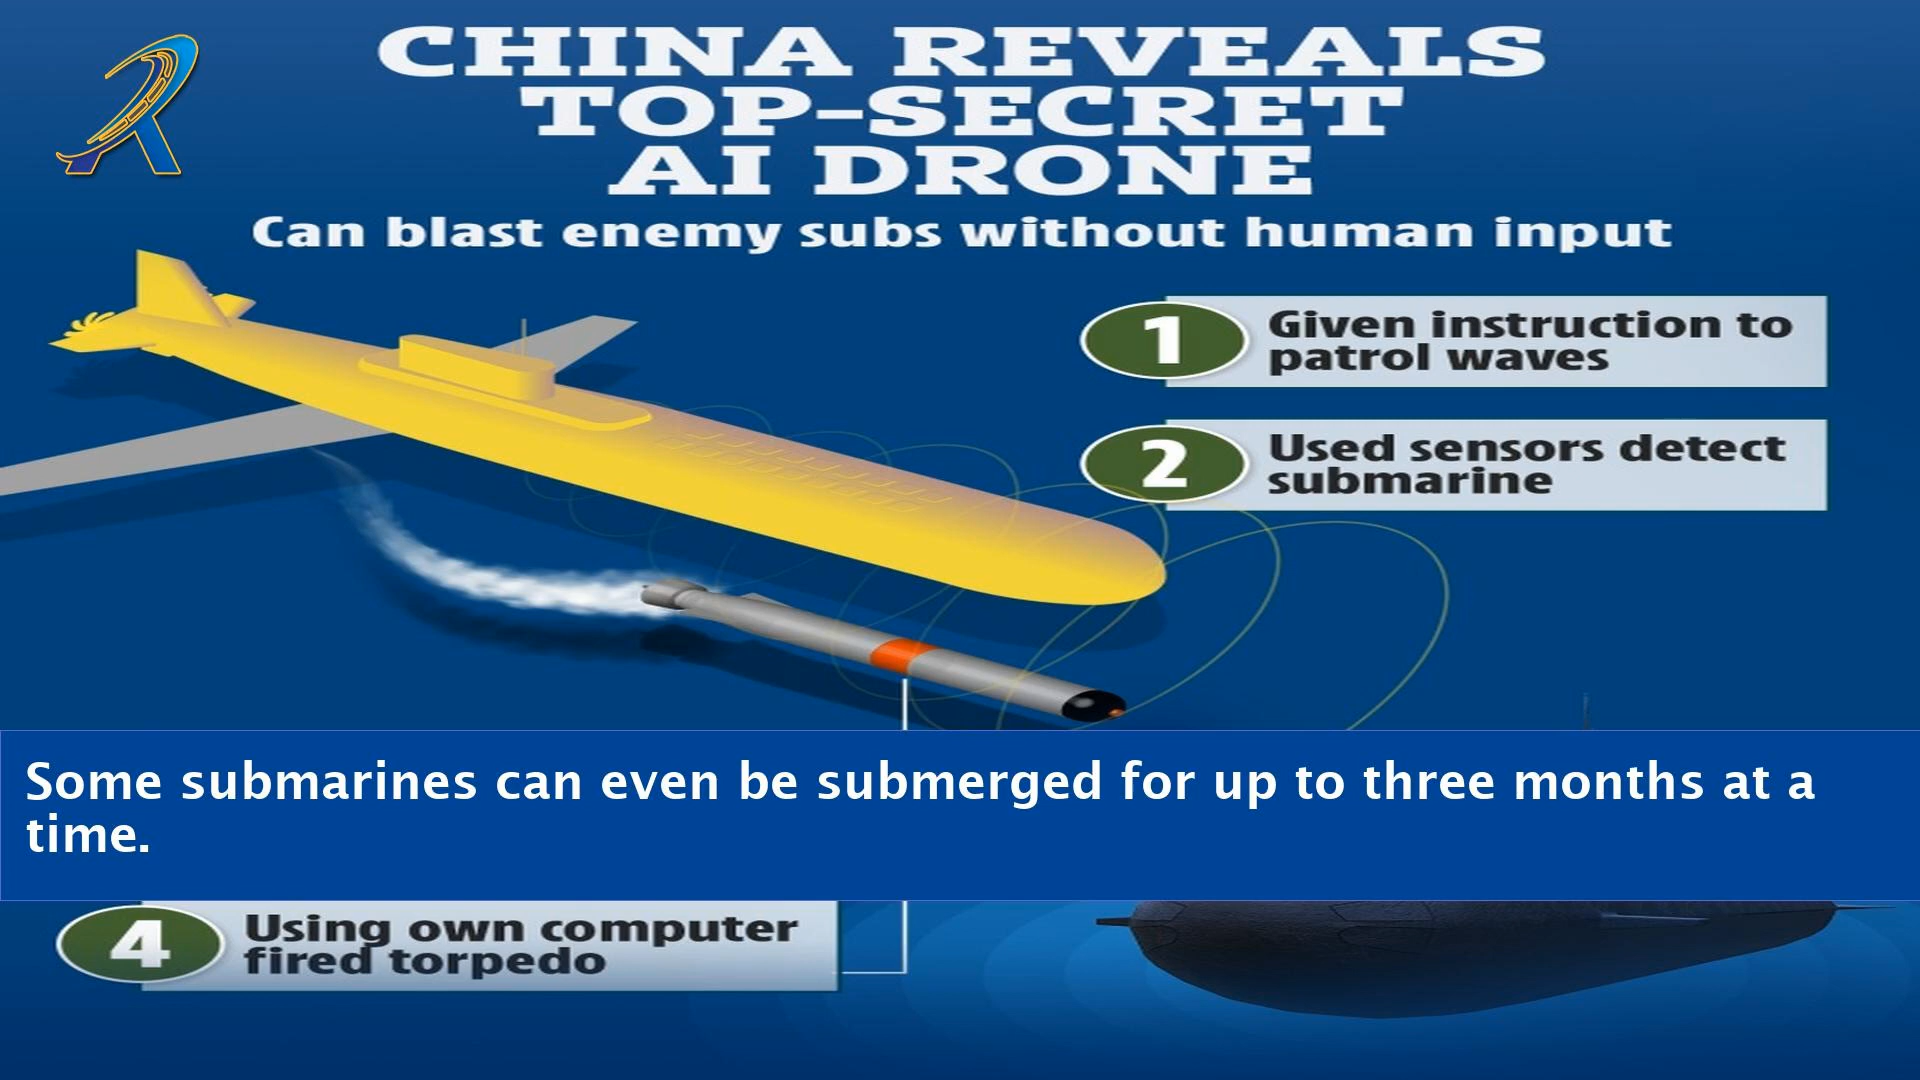 CHINA REVEALS
TOP-SECRET
AI DRONE
Can blast enemy subs without human input
1 Given instruction to
patrol waves
2 Used sensors detect
submarine
Some submarines can even be submerged for up to three months at a
time.
4 Using own computer
fired torpedo